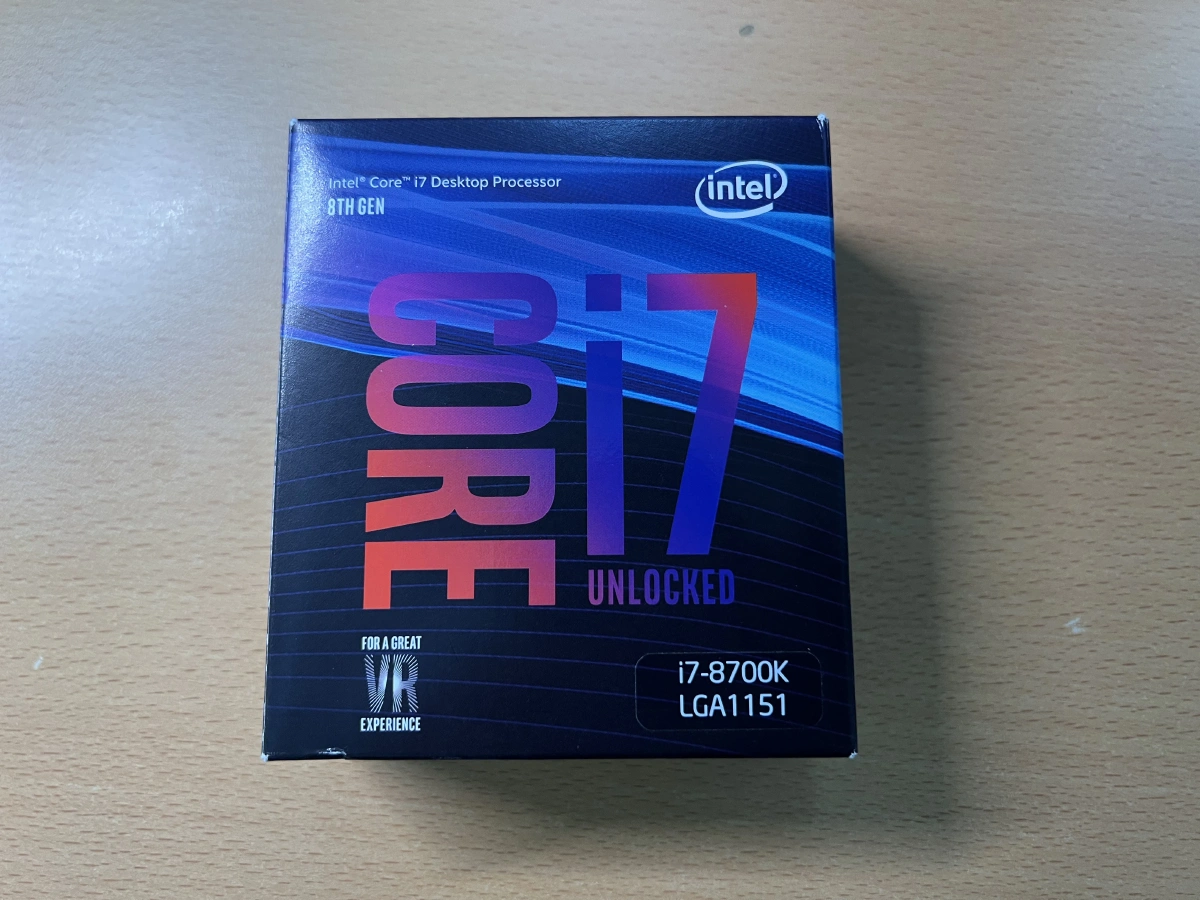 Intel® Core™ i7 Desktop Processor
8TH GEN
intel
CORE
i7
UNLOCKED
FOR A GREAT
VR
EXPERIENCE
i7-8700K
LGA1151